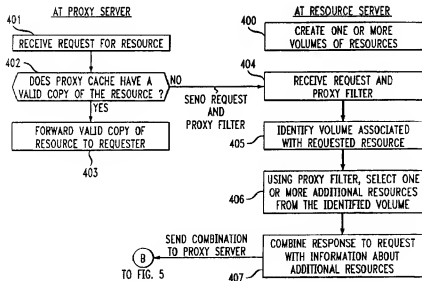 AT PROXY SERVER
401
RECEIVE REQUEST FOR RESOURCE
402
DOES PROXY CACHE HAVE A
VALID COPY OF THE RESOURCE ?
NO
YES
SEND REQUEST
AND
PROXY FILTER
FORWARD VALID COPY OF
RESOURCE TO REQUESTER
403
AT RESOURCE SERVER
400
CREATE ONE OR MORE
VOLUMES OF RESOURCES
404
RECEIVE REQUEST AND
PROXY FILTER
405
IDENTIFY VOLUME ASSOCIATED
WITH REQUESTED RESOURCE
406
USING PROXY FILTER, SELECT ONE
OR MORE ADDITIONAL RESOURCES
FROM THE IDENTIFIED VOLUME
SEND COMBINATION
TO PROXY SERVER
B
TO FIG. 5
COMBINE RESPONSE TO REQUEST
WITH INFORMATION ABOUT
ADDITIONAL RESOURCES
407